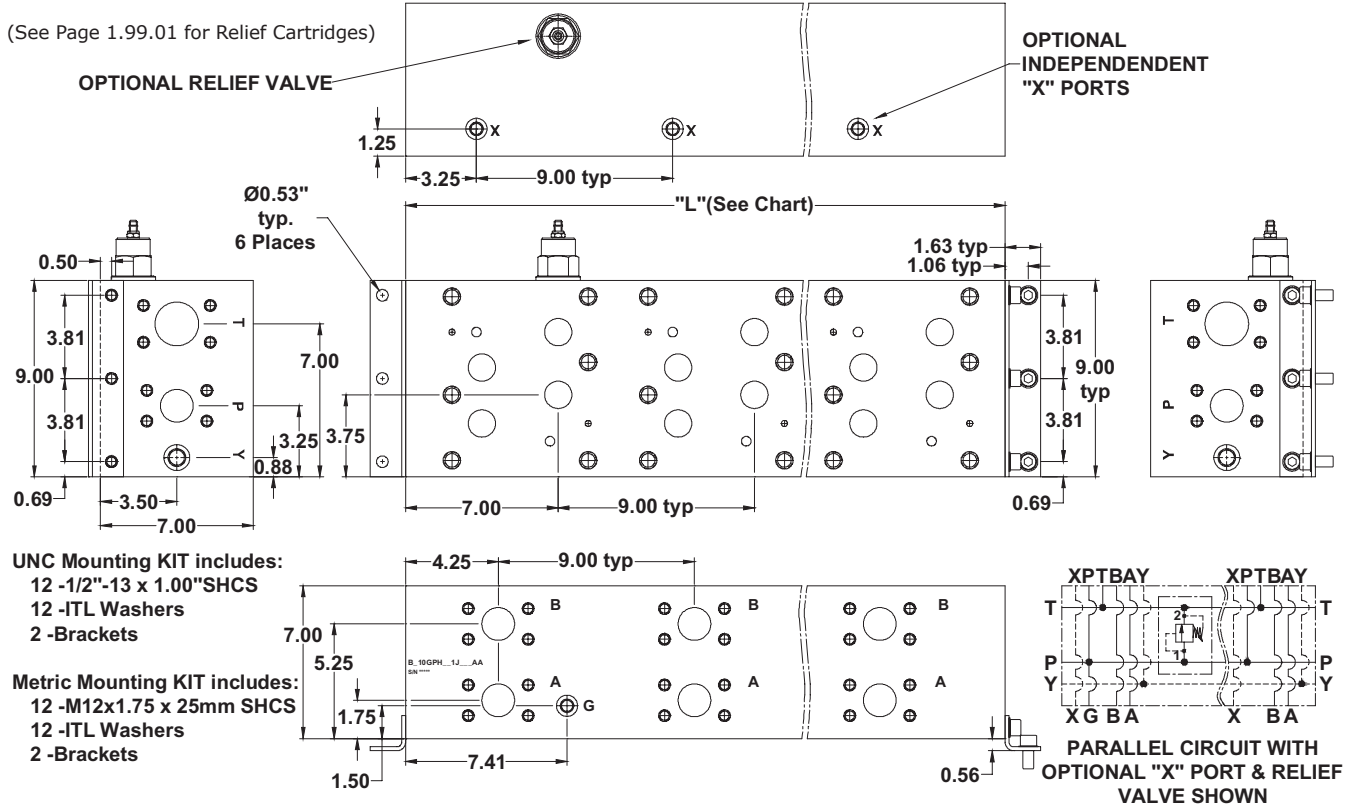 (See Page 1.99.01 for Relief Cartridges)
OPTIONAL RELIEF VALVE
OPTIONAL
INDEPENDENDENT
"X" PORTS
X
X
X
1.25
3.25
9.00 typ
Ø0.53"
typ.
6 Places
"L"(See Chart)
1.63 typ
1.06 typ
0.50
3.81
9.00
3.81
0.69
3.50
7.00
T
P
Y
7.00
3.25
0.88
3.75
7.00
9.00 typ
3.81
9.00
typ
3.81
0.69
T
P
Y
UNC Mounting KIT includes:
12 -1/2"-13 x 1.00"SHCS
12 -ITL Washers
2 -Brackets
Metric Mounting KIT includes:
12 -M12x1.75 x 25mm SHCS
12 -ITL Washers
2 -Brackets
4.25
9.00 typ
7.00
5.25
1.75
1.50
7.41
0.56
B
B
B
B_10GPH__1J___AA
A
A
A
G
XPTBAY
XPTBAY
T
T
2
1
P
P
Y
Y
X G B A
X B A
PARALLEL CIRCUIT WITH
OPTIONAL "X" PORT & RELIEF
VALVE SHOWN